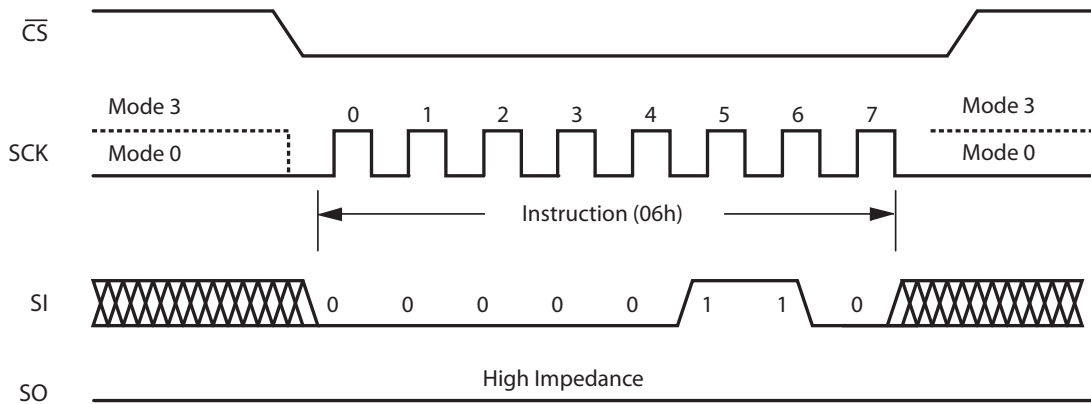 C̅S̅
Mode 3 0 1 2 3 4 5 6 7 Mode 3
SCK Mode 0 Mode 0
Instruction (06h)
SI 0 0 0 0 0 1 1 0
High Impedance
SO